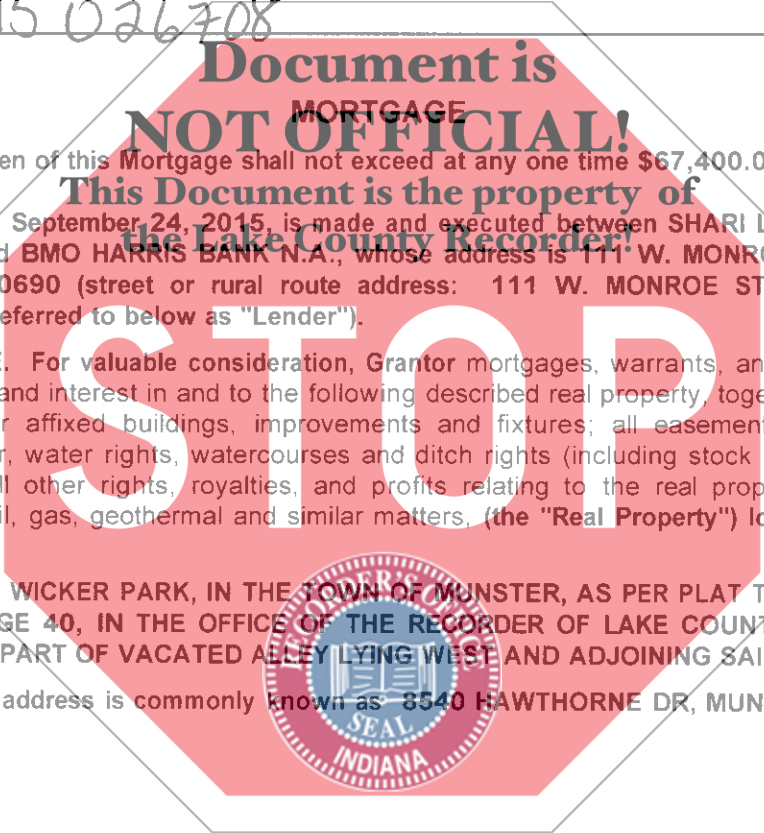 15 026708
Document is
MORTGAGE
NOT OFFICIAL!
en of this Mortgage shall not exceed at any one time $67,400.0
This Document is the property of
September 24, 2015, is made and executed between SHARI L
the Lake County Recorder!
BMO HARRIS BANK N.A., whose address is 111 W. MONRO
0690 (street or rural route address: 111 W. MONROE ST
eferred to below as "Lender").
For valuable consideration, Grantor mortgages, warrants, an
and interest in and to the following described real property, toge
r affixed buildings, improvements and fixtures; all easement
r, water rights, watercourses and ditch rights (including stock
ll other rights, royalties, and profits relating to the real prop
il, gas, geothermal and similar matters, (the "Real Property") lo
STOP
WICKER PARK, IN THE TOWN OF MUNSTER, AS PER PLAT T
GE 40, IN THE OFFICE OF THE RECORDER OF LAKE COUNT
PART OF VACATED ALLEY LYING WEST AND ADJOINING SAI
address is commonly known as 8540 HAWTHORNE DR, MUN
RECORDER'S OFFICE
SEAL
INDIANA